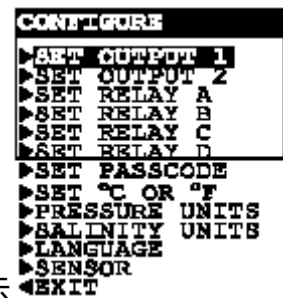 CONFIGURE
▶SET OUTPUT 1
▶SET OUTPUT 2
▶SET RELAY A
▶SET RELAY B
▶SET RELAY C
▶SET RELAY D
▶SET PASSCODE
▶SET °C OR °F
▶PRESSURE UNITS
▶SALINITY UNITS
▶LANGUAGE
▶SENSOR
示 ◀EXIT